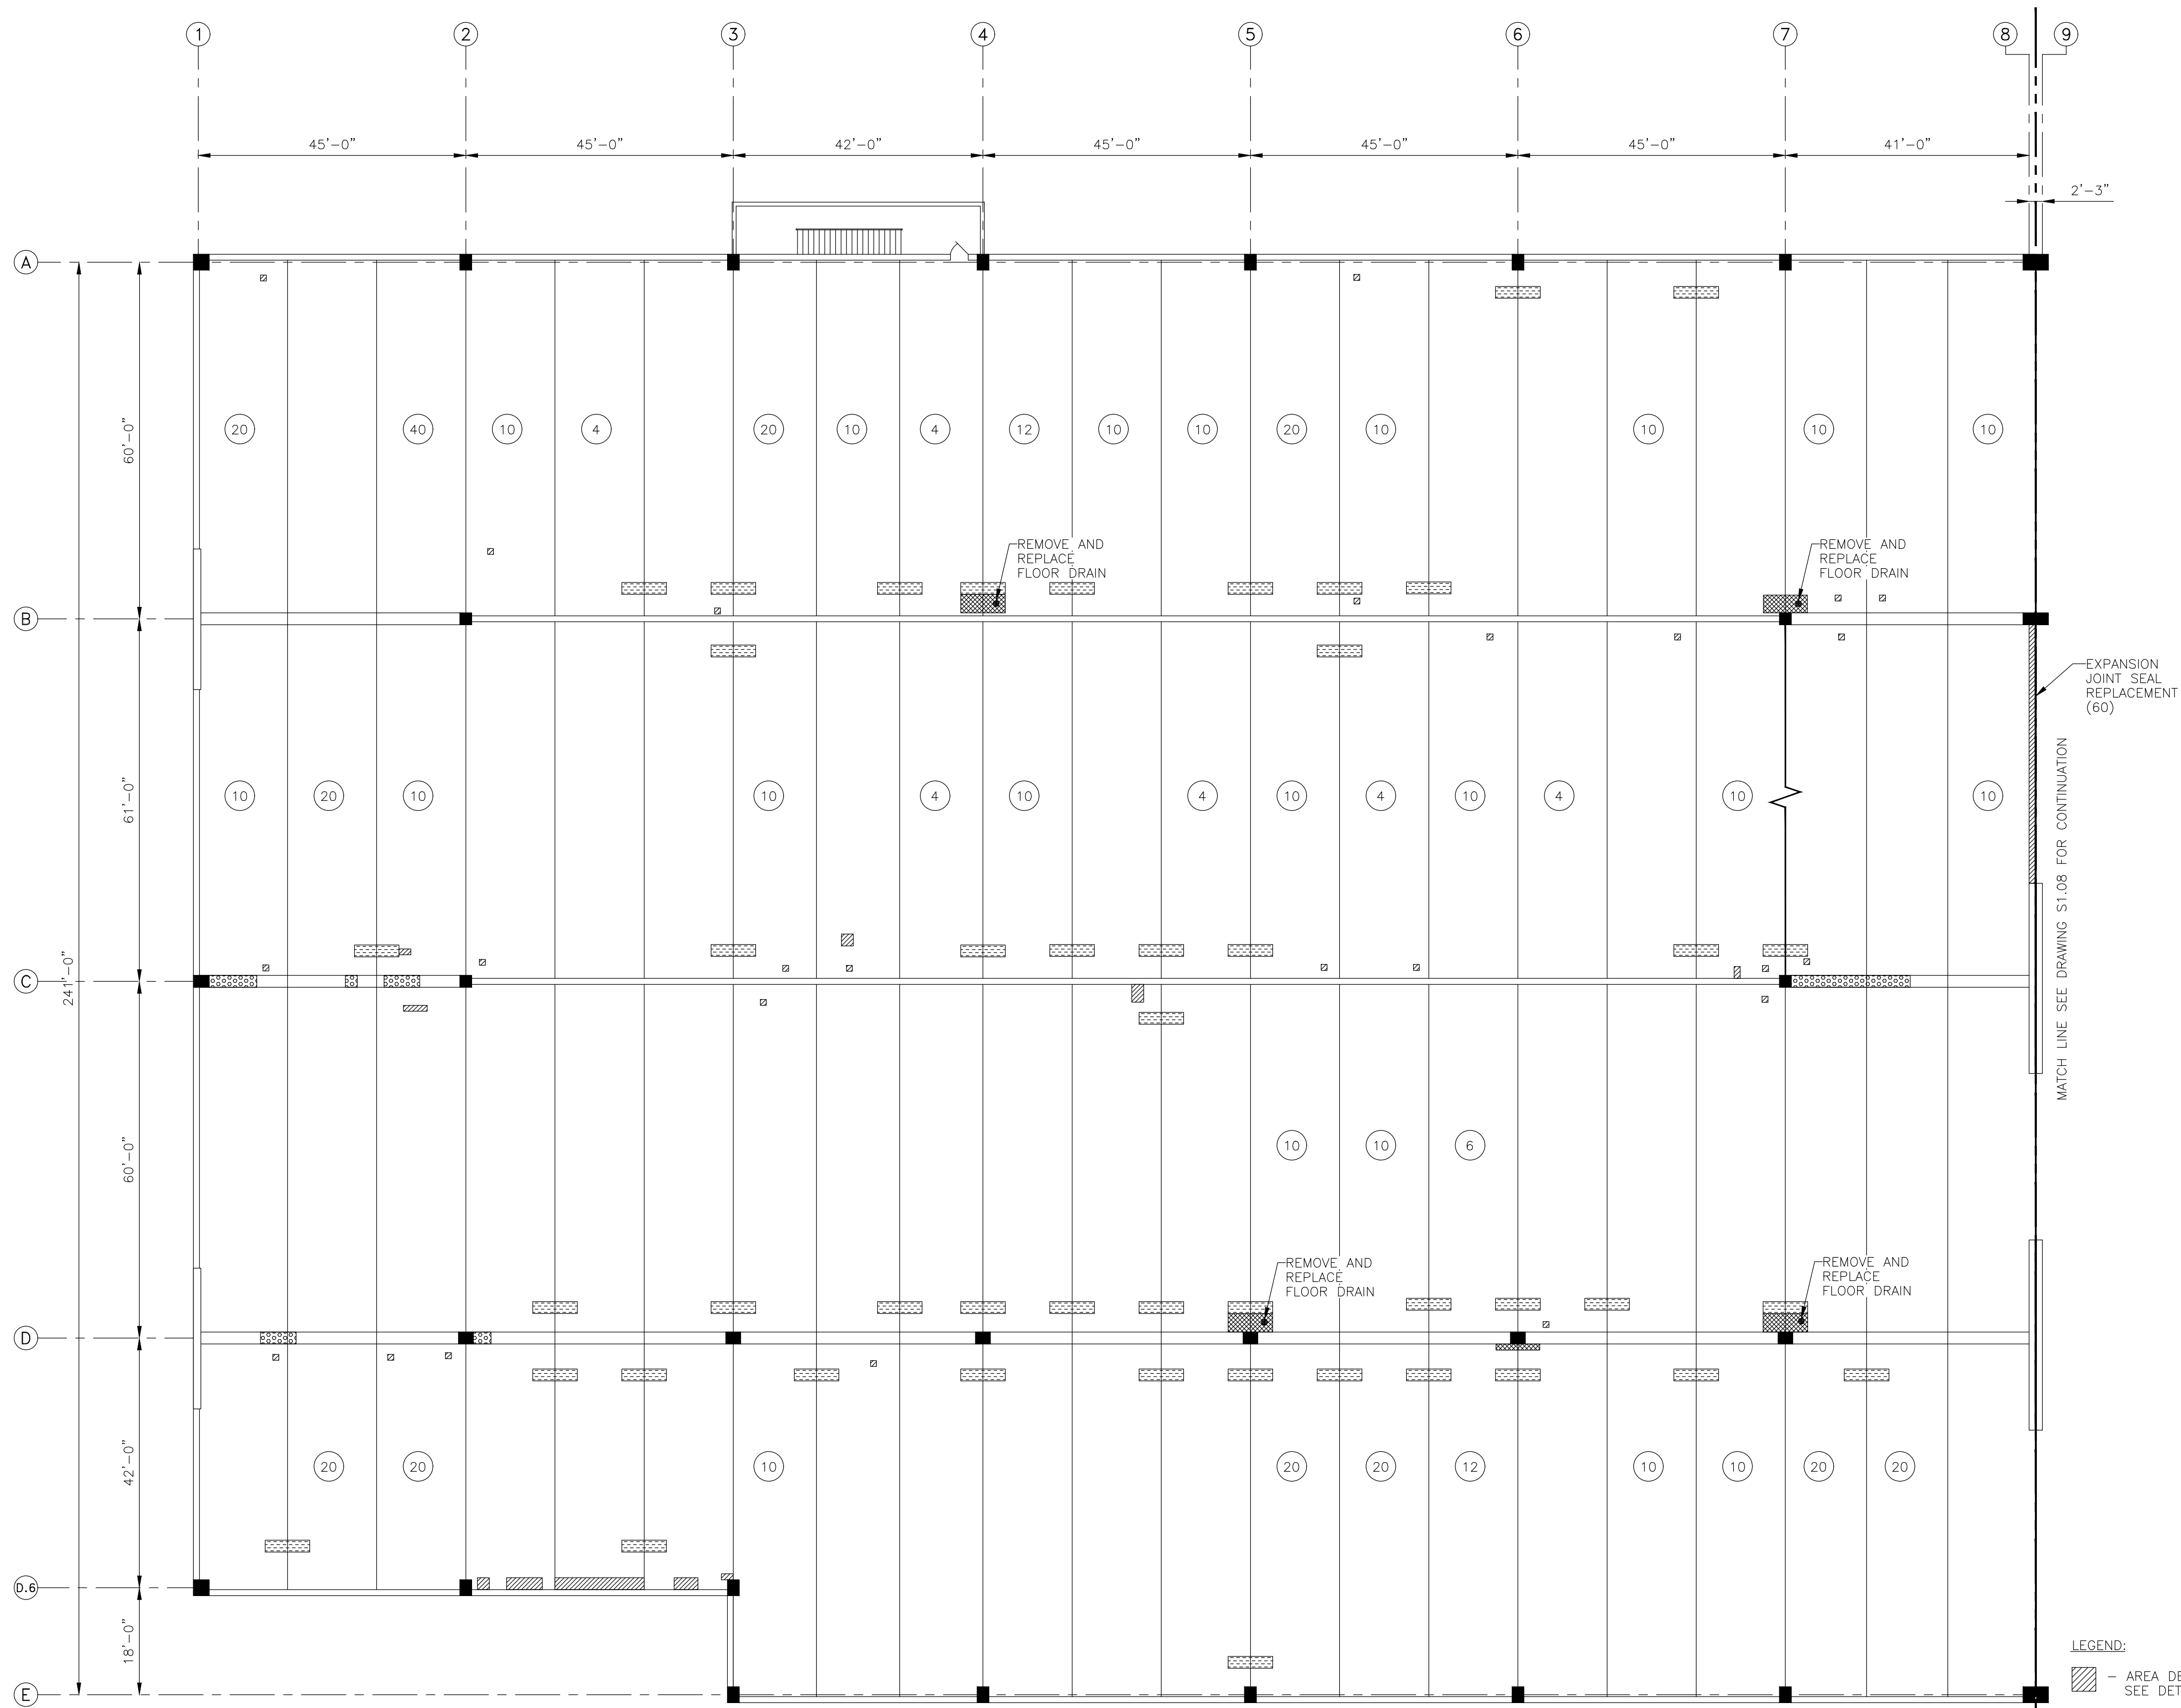 1
2
3
4
5
6
7
8
9
45'-0"
45'-0"
42'-0"
45'-0"
45'-0"
45'-0"
41'-0"
2'-3"
A
60'-0"
20
40
10
4
20
10
4
12
10
10
20
10
10
10
10
REMOVE AND
REPLACE
FLOOR DRAIN
REMOVE AND
REPLACE
FLOOR DRAIN
B
EXPANSION
JOINT SEAL
REPLACEMENT
(60)
61'-0"
10
20
10
10
4
10
4
10
4
10
4
10
10
MATCH LINE SEE DRAWING S1.08 FOR CONTINUATION
241'-0"
C
60'-0"
10
10
6
REMOVE AND
REPLACE
FLOOR DRAIN
REMOVE AND
REPLACE
FLOOR DRAIN
D
42'-0"
20
20
10
20
20
12
10
10
20
20
D.6
18'-0"
E
LEGEND:
– AREA
SEE